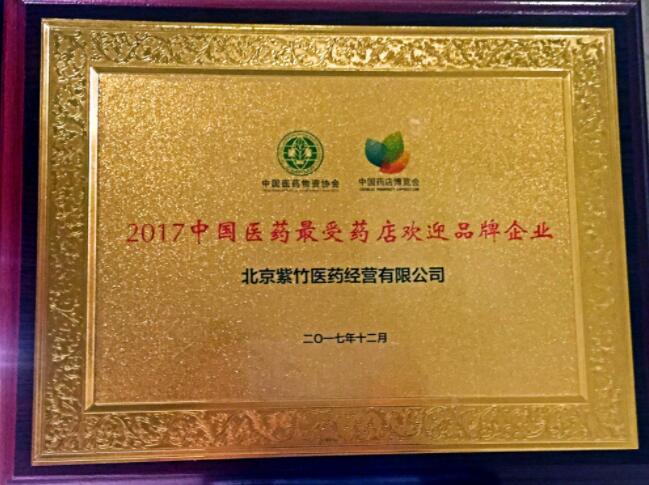 中国医药物资协会 中国药店博览会
2017中国医药最受药店欢迎品牌企业
北京紫竹医药经营有限公司
二〇一七年十二月